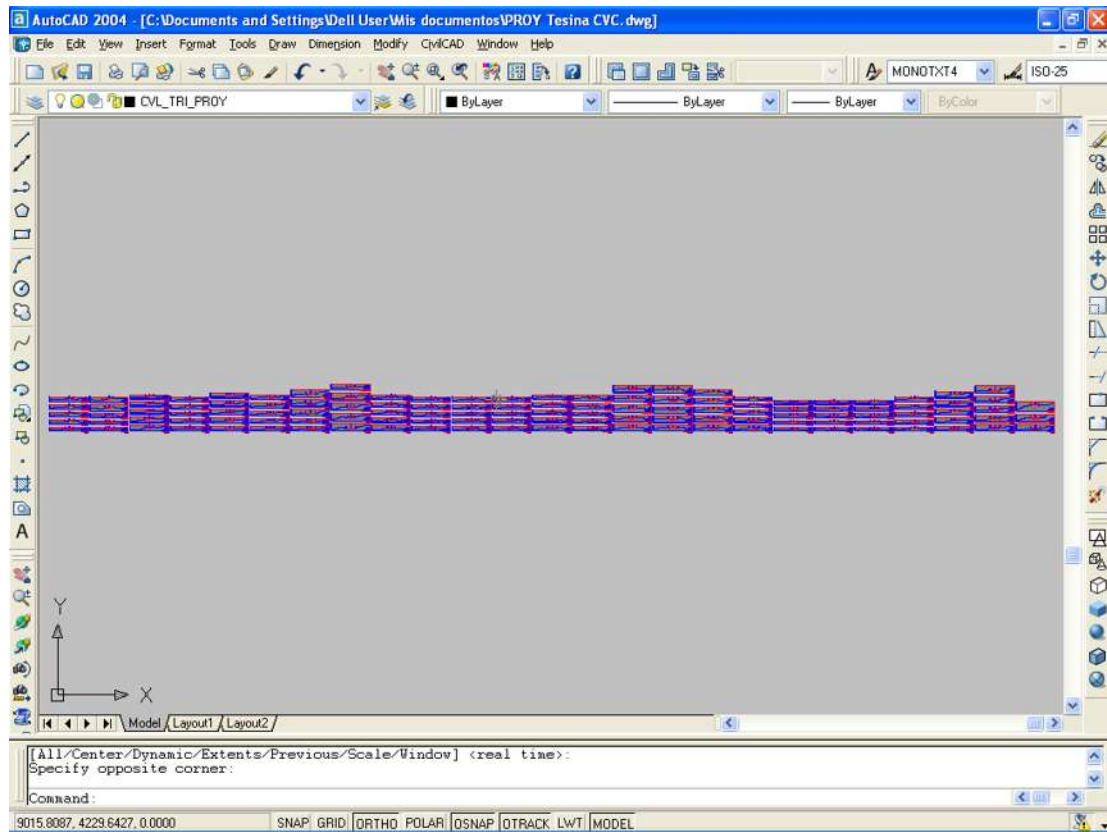 AutoCAD 2004 - [C:\Documents and Settings\Dell User\Mis documentos\PROY Tesina CVC.dwg]
File Edit View Insert Format Tools Draw Dimension Modify CivilCAD Window Help
MONOTXT4 ISO-25
CVL_TRI_PROY ByLayer ByLayer ByLayer ByColor
A
Y
X
Model Layout1 Layout2
[All/Center/Dynamic/Extents/Previous/Scale/Window] <real time>:
Specify opposite corner:
Command:
9015.8087, 4229.6427, 0.0000 SNAP GRID ORTHO POLAR OSNAP OTRACK LWT MODEL